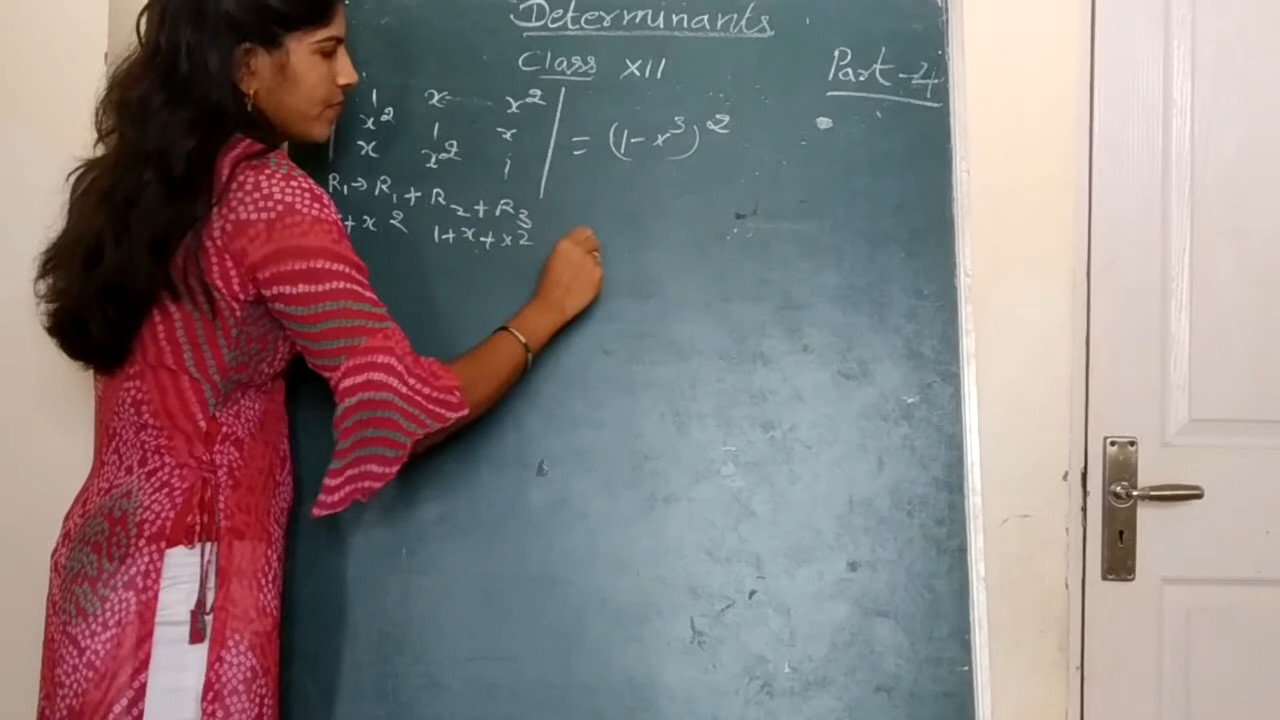 Determinants
Class XII
Part-4
1 x x²
x² 1 x = (1-x³)²
x x² 1
R₁→R₁+R₂+R₃
+x2 1+x+x2